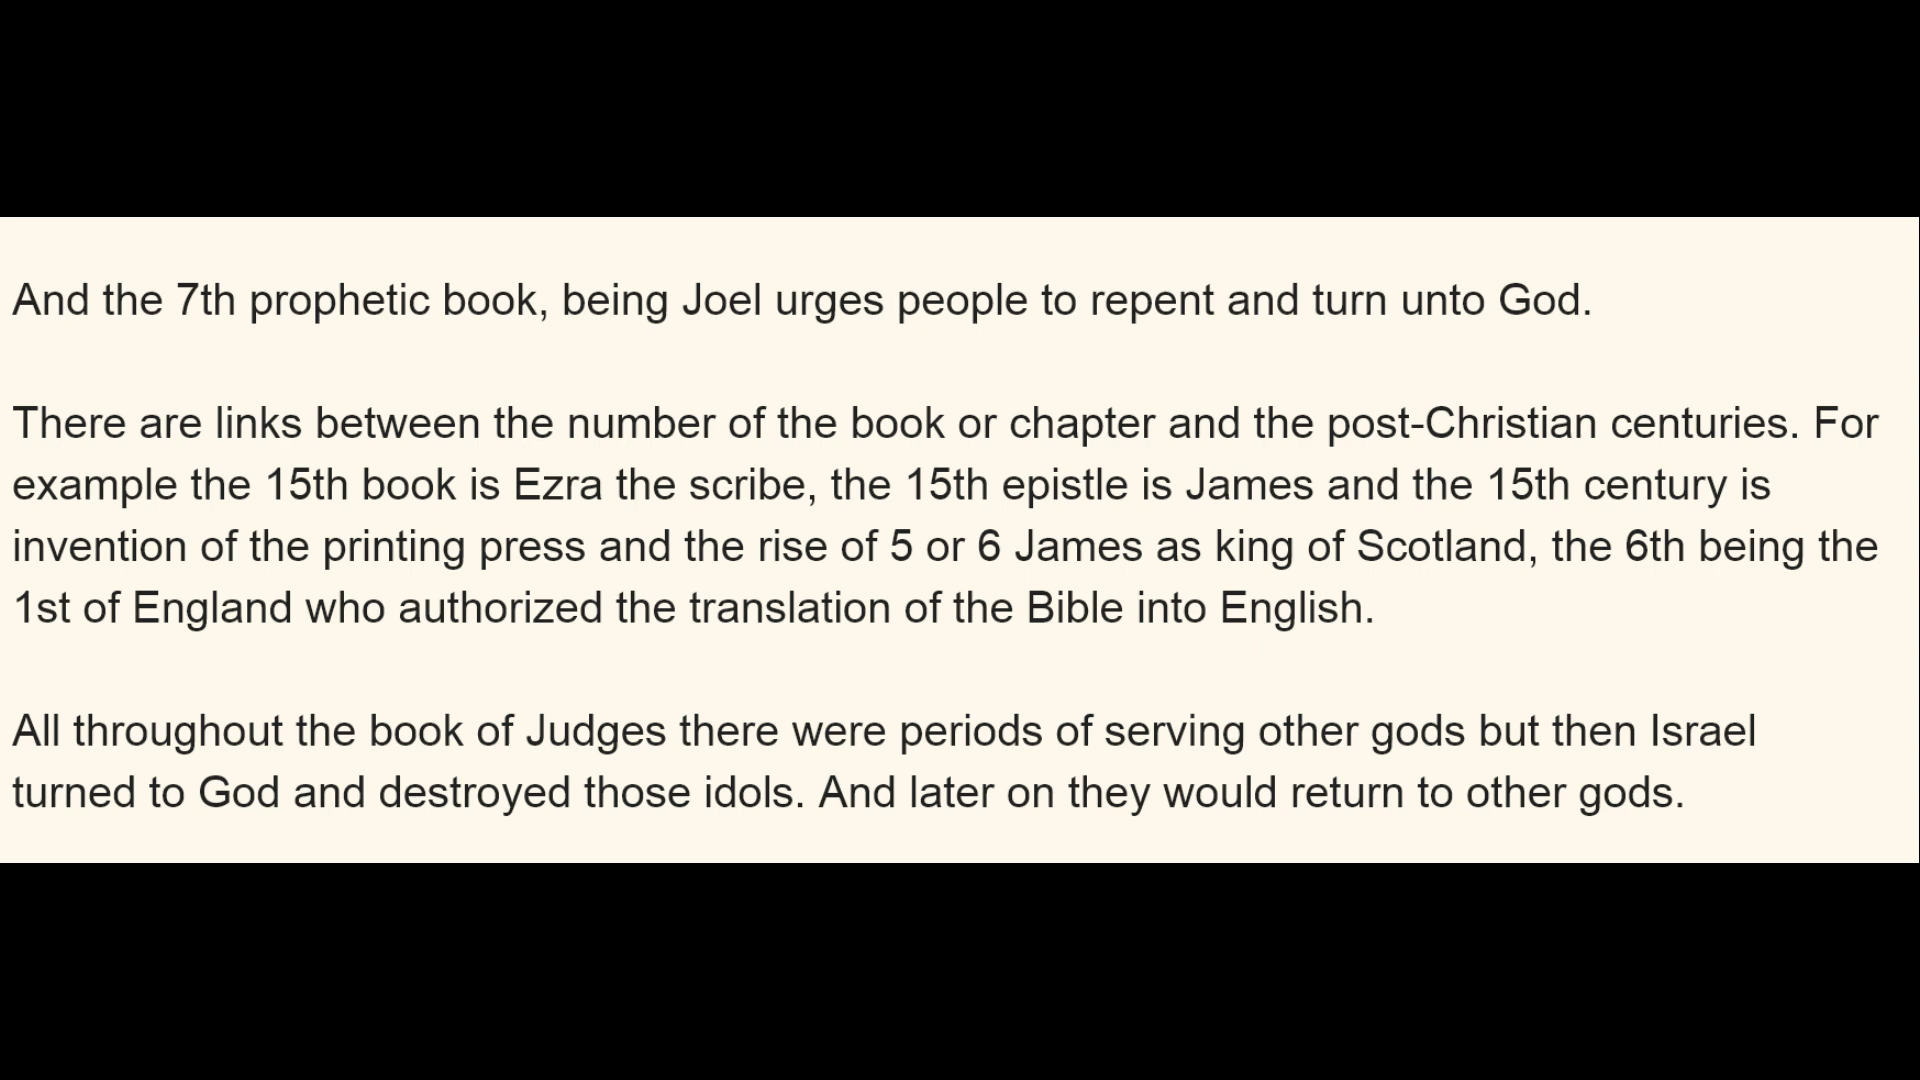 And the 7th prophetic book, being Joel urges people to repent and turn unto God.
There are links between the number of the book or chapter and the post-Christian centuries. For
example the 15th book is Ezra the scribe, the 15th epistle is James and the 15th century is
invention of the printing press and the rise of 5 or 6 James as king of Scotland, the 6th being the
1st of England who authorized the translation of the Bible into English.
All throughout the book of Judges there were periods of serving other gods but then Israel
turned to God and destroyed those idols. And later on they would return to other gods.